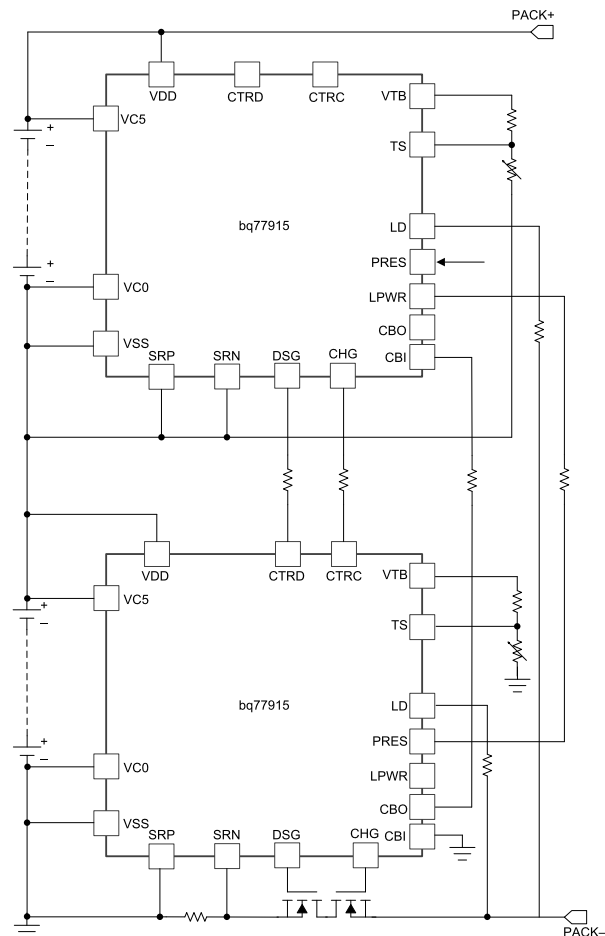 PACK+
VDD
CTRD
CTRC
VTB
VC5
+
–
TS
bq77915
LD
PRES
LPWR
+
–
VC0
CBO
VSS
CBI
SRP
SRN
DSG
CHG
VDD
CTRD
CTRC
VTB
VC5
+
–
TS
bq77915
LD
PRES
+
–
VC0
LPWR
CBO
VSS
SRP
SRN
DSG
CHG
CBI
PACK–